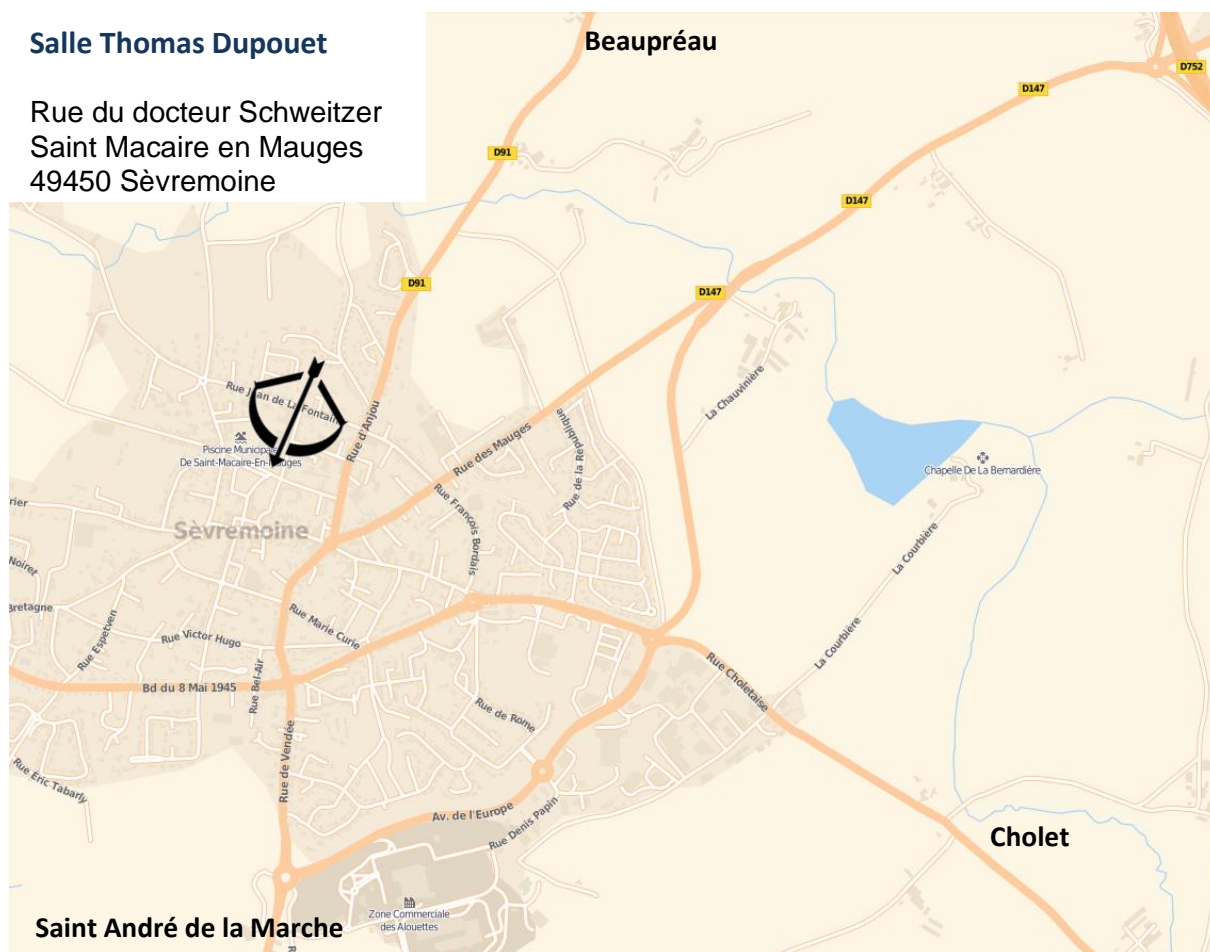 Salle Thomas Dupouet
Beaupréau
Rue du docteur Schweitzer
Saint Macaire en Mauges
49450 Sèvremoine
D752
D147
D91
D147
D91
D147
Rue Jean de La Fontaine
Rue d'Anjou
Piscine Municipale
De Saint-Macaire-En-Mauges
Rue des Mauges
Rue de la République
La Chauvinière
Chapelle De La Bernardière
Rue François Bordais
Sèvremoine
rier
Noiret
Bretagne
Rue Espetven
Rue Victor Hugo
Rue Marie Curie
La Courbière
La Courbière
Rue Bel-Air
Bd du 8 Mai 1945
Rue Choletaise
Rue de Rome
Rue de Vendée
Rue Éric Tabarly
Av. de l'Europe
Rue Denis Papin
Cholet
Zone Commerciale
des Alouettes
Saint André de la Marche